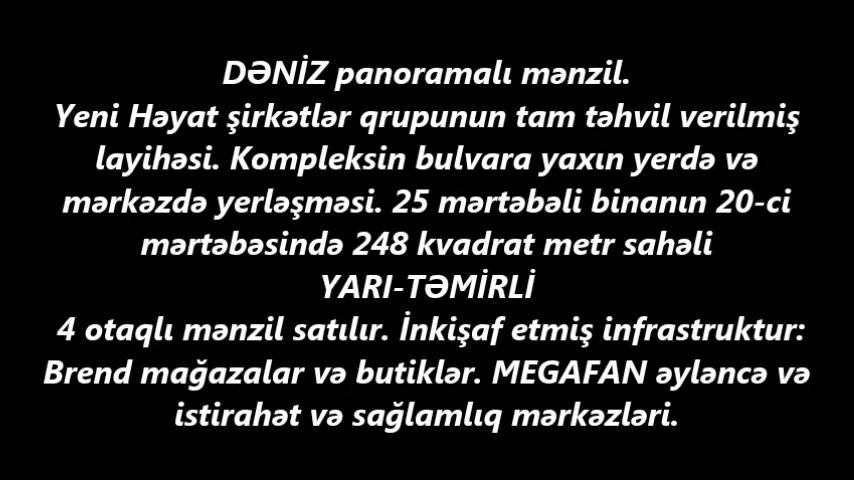 DƏNİZ panoramalı mənzil.
Yeni Həyat şirkətlər qrupunun tam təhvil verilmiş
layihəsi. Kompleksin bulvara yaxın yerdə və
mərkəzdə yerləşməsi. 25 mərtəbəli binanın 20-ci
mərtəbəsində 248 kvadrat metr sahəli
YARI-TƏMİRLİ
4 otaqlı mənzil satılır. İnkişaf etmiş infrastruktur:
Brend mağazalar və butiklər. MEGAFAN əyləncə və
istirahət və sağlamlıq mərkəzləri.